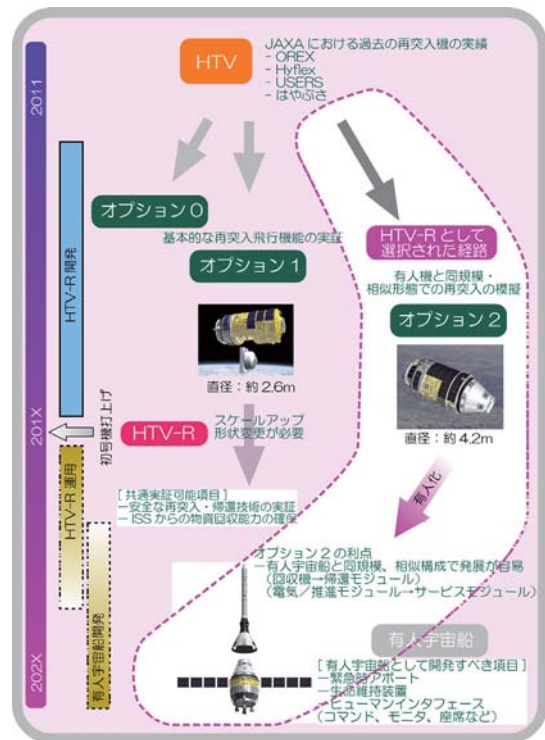 HTV
JAXA における過去の再突入機の実績
- OREX
- Hyflex
- USERS
- はやぶさ
2011
オプション0
基本的な再突入飛行機能の実証
オプション1
直径：約 2.6m
HTV-R として
選択された経路
有人機と同規模・
相似形態での再突入の模擬
オプション2
直径：約 4.2m
HTV-R 開発
201X
初号機打上げ
HTV-R
スケールアップ
形状変更が必要
有人化
HTV-R 運用
[ 共通実証可能項目 ]
－安全な再突入・帰還技術の実証
－ ISS からの物資回収能力の確保
オプション2 の利点
－有人宇宙船と同規模、相似構成で発展が容易
（回収機→帰還モジュール）
（電気／推進モジュール→サービスモジュール）
有人宇宙船開発
202X
有人宇宙船
[ 有人宇宙船として開発すべき項目 ]
－緊急時アボート
－生命維持装置
－ヒューマンインタフェース
（コマンド、モニタ、座席など）